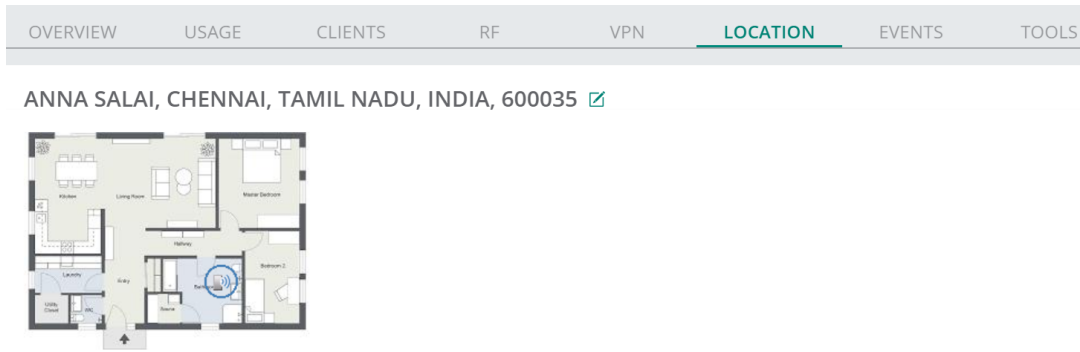 OVERVIEW USAGE CLIENTS RF VPN LOCATION EVENTS TOOLS
ANNA SALAI, CHENNAI, TAMIL NADU, INDIA, 600035
Master Bedroom
Kitchen Living Room
Hallway
Bedroom 2
Laundry
Entry
Utility
Closet
WC
Sauna